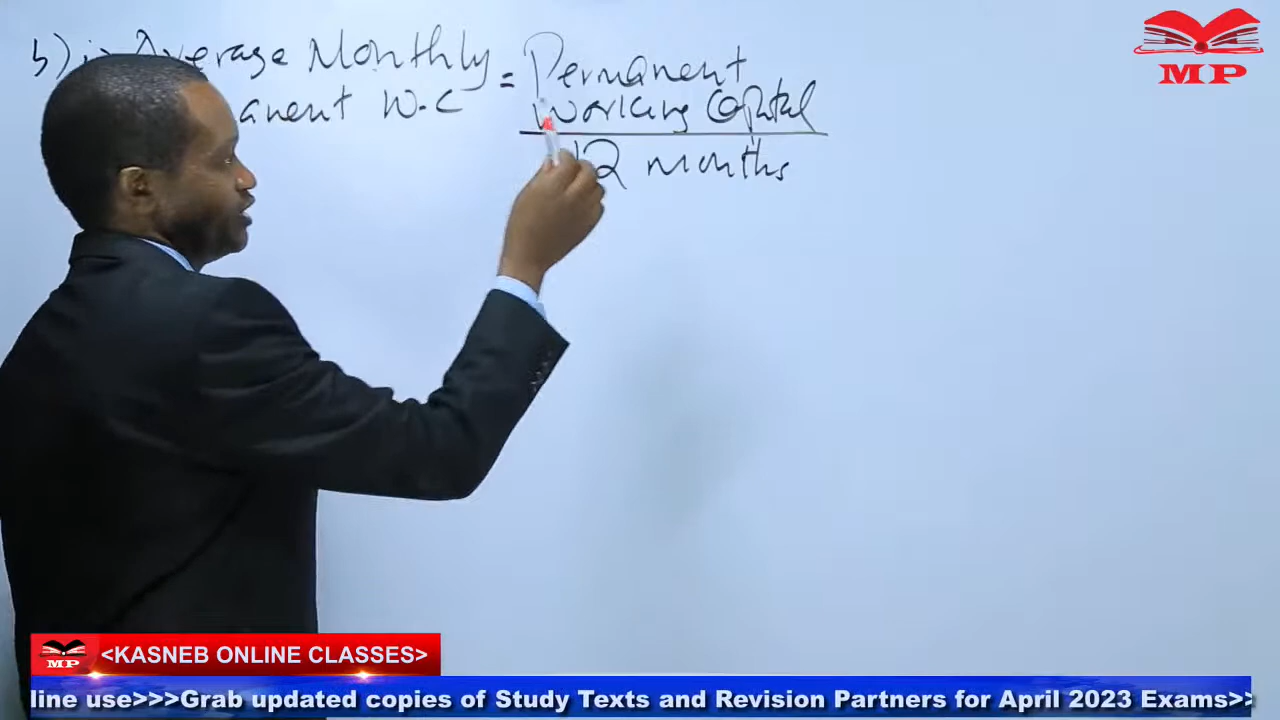 b) i> Average Monthly = Permanent
anent W.C Working Capital
12 months
MP
MP
<KASNEB ONLINE CLASSES>
line use>>>Grab updated copies of Study Texts and Revision Partners for April 2023 Exams>>